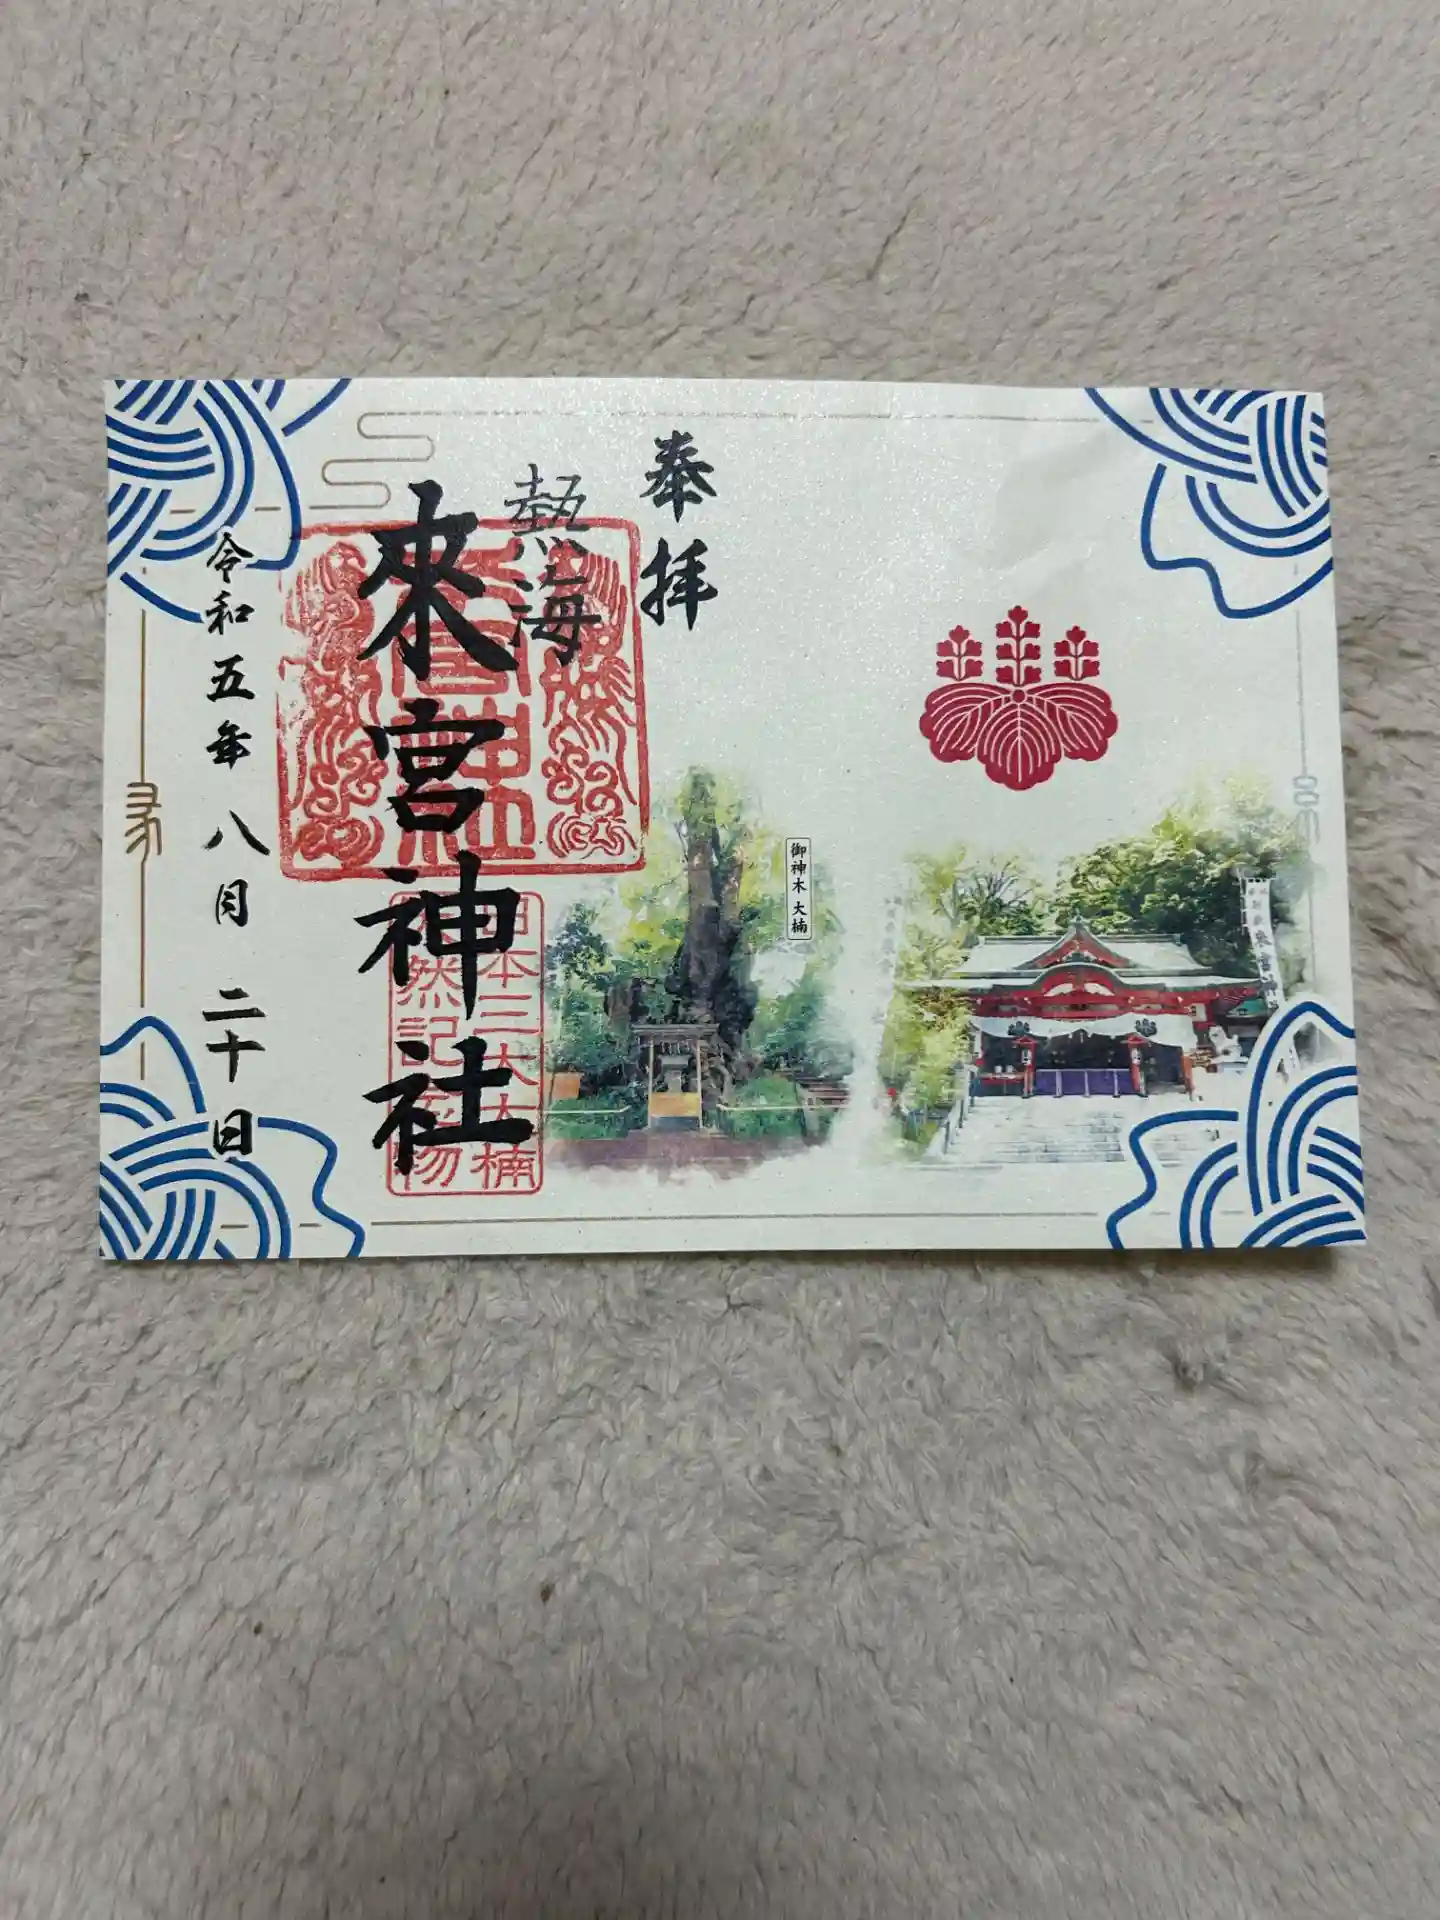 奉拝
熱海
來宮神社
令和五年八月二十日
御神木 大楠
日本三大大楠
天然記念物